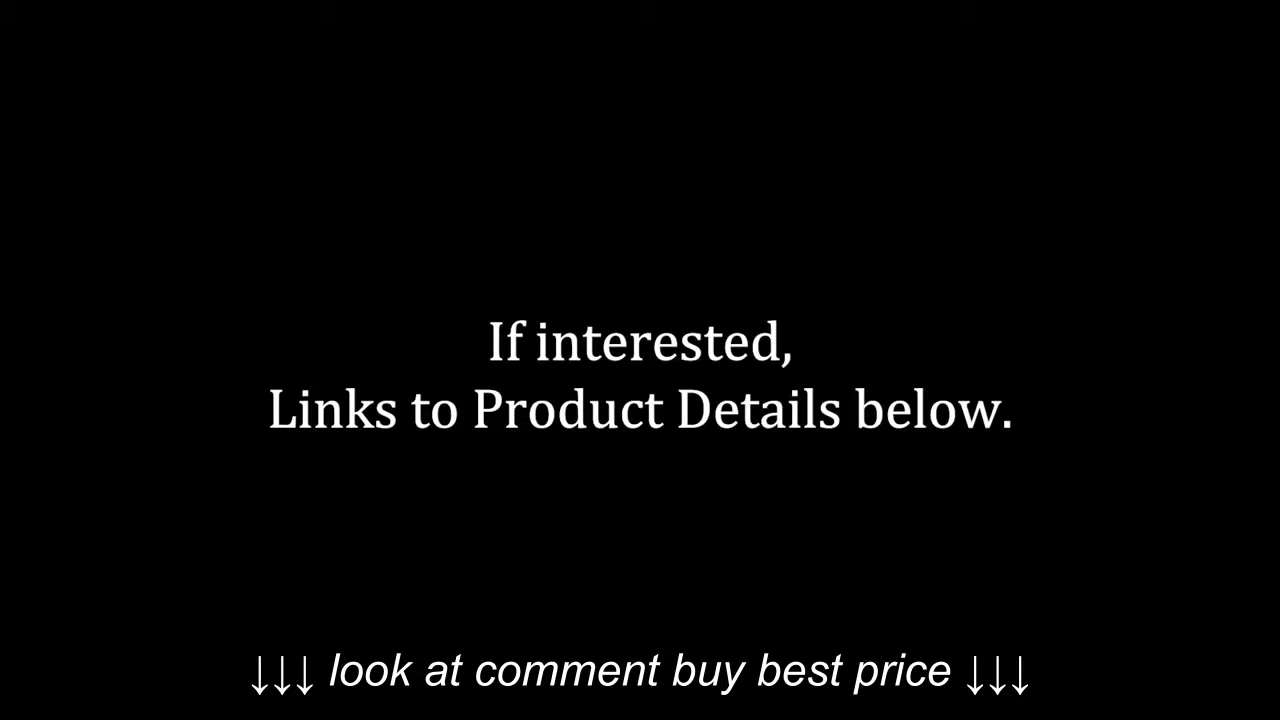 If interested,
Links to Product Details below.
↓↓↓ look at comment buy best price ↓↓↓